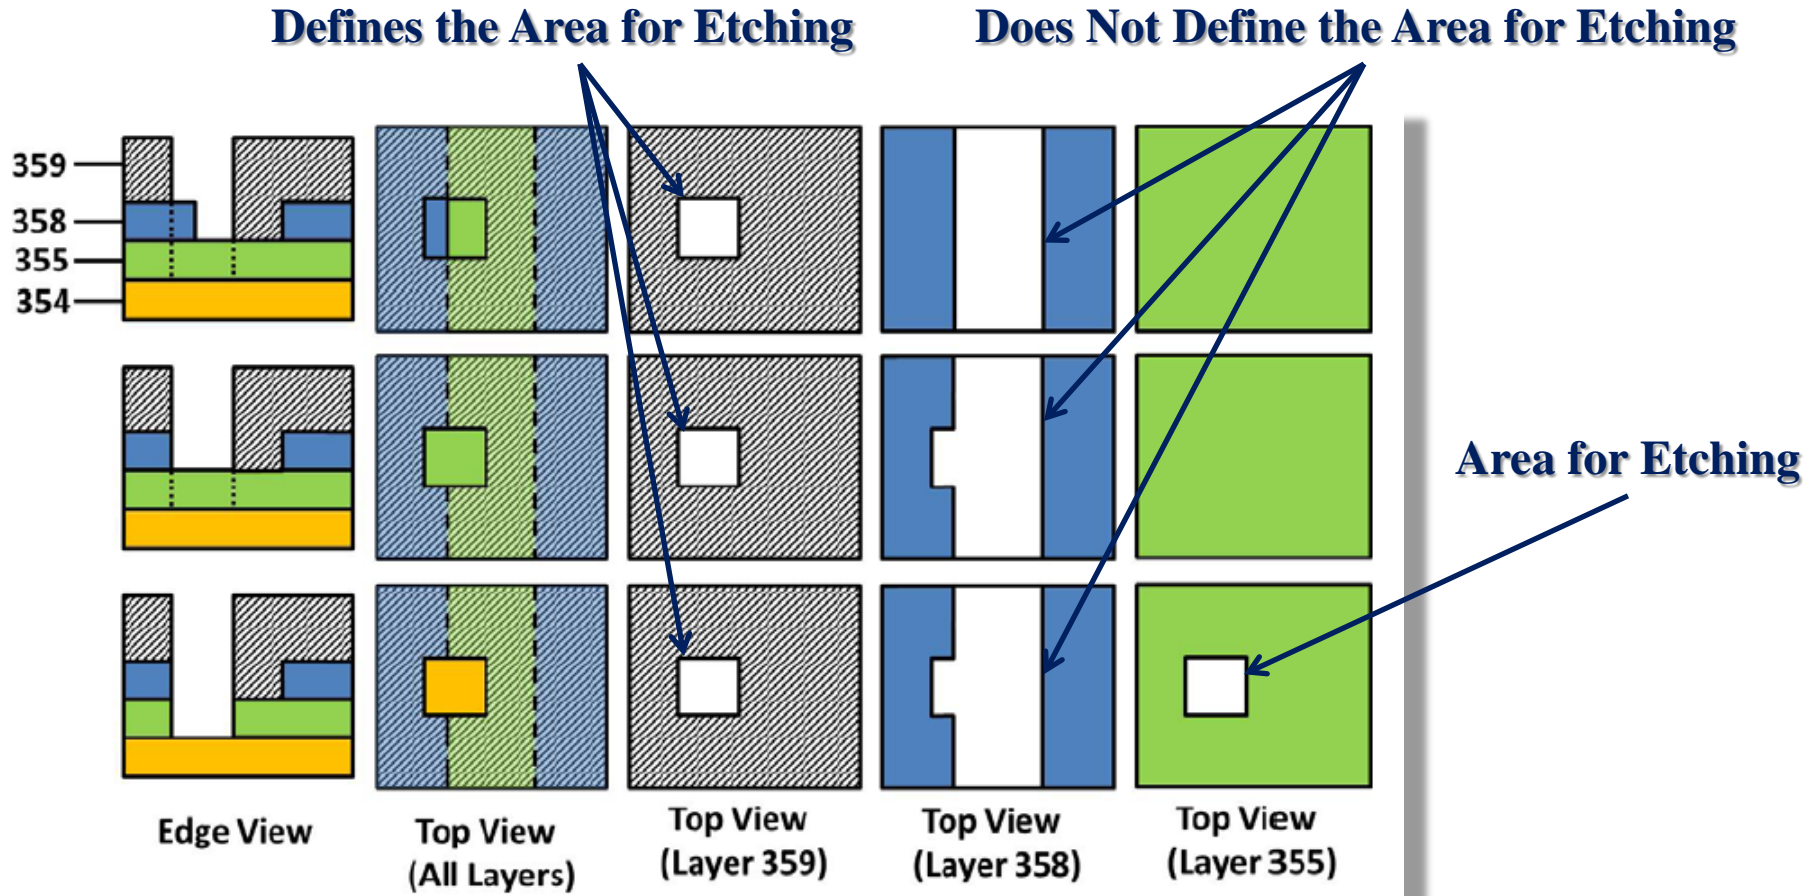 Defines the Area for Etching
Does Not Define the Area for Etching
359
358
355
354
Area for Etching
Edge View
Top View
(All Layers)
Top View
(Layer 359)
Top View
(Layer 358)
Top View
(Layer 355)